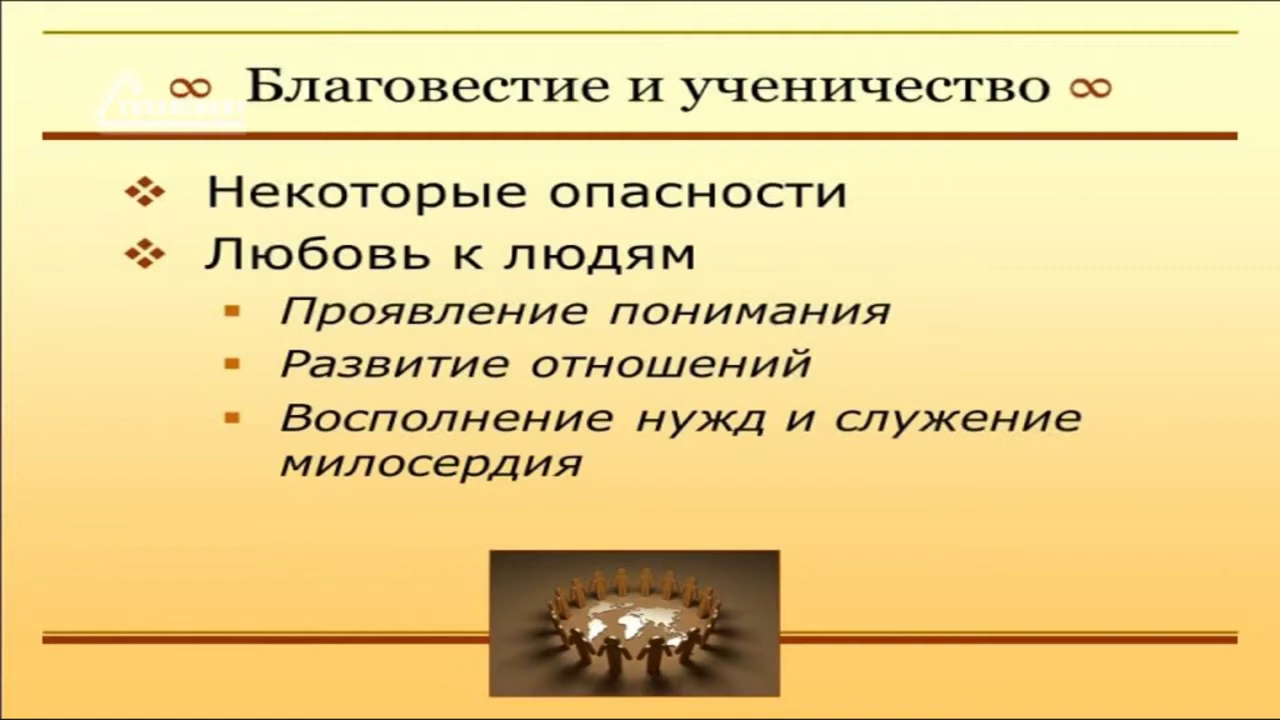 ∞ Благовестие и ученичество ∞
Некоторые опасности
Любовь к людям
Проявление понимания
Развитие отношений
Восполнение нужд и служение
милосердия